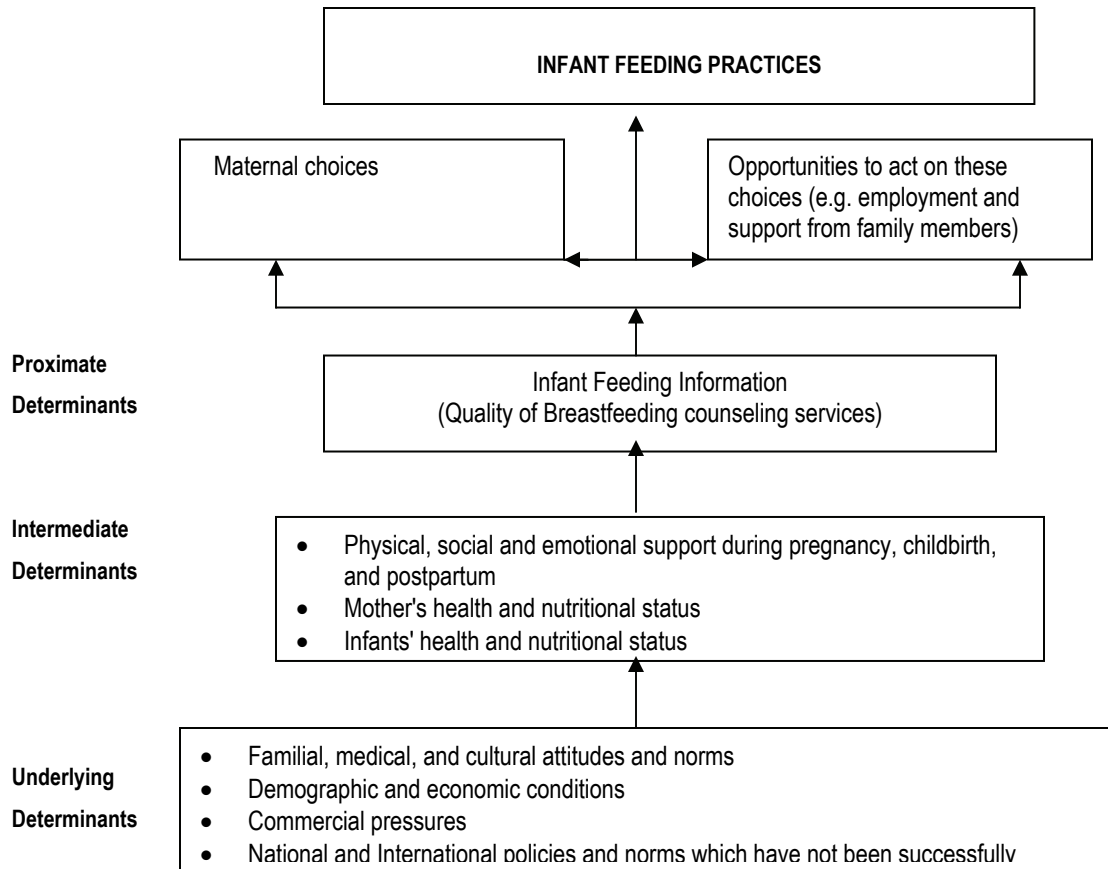 INFANT FEEDING PRACTICES
Maternal choices
Opportunities to act on these
choices (e.g. employment and
support from family members)
Proximate
Determinants
Infant Feeding Information
(Quality of Breastfeeding counseling services)
Intermediate
Determinants
• Physical, social and emotional support during pregnancy, childbirth,
and postpartum
• Mother's health and nutritional status
• Infants' health and nutritional status
Underlying
Determinants
• Familial, medical, and cultural attitudes and norms
• Demographic and economic conditions
• Commercial pressures
• National and International policies and norms which have not been successfully